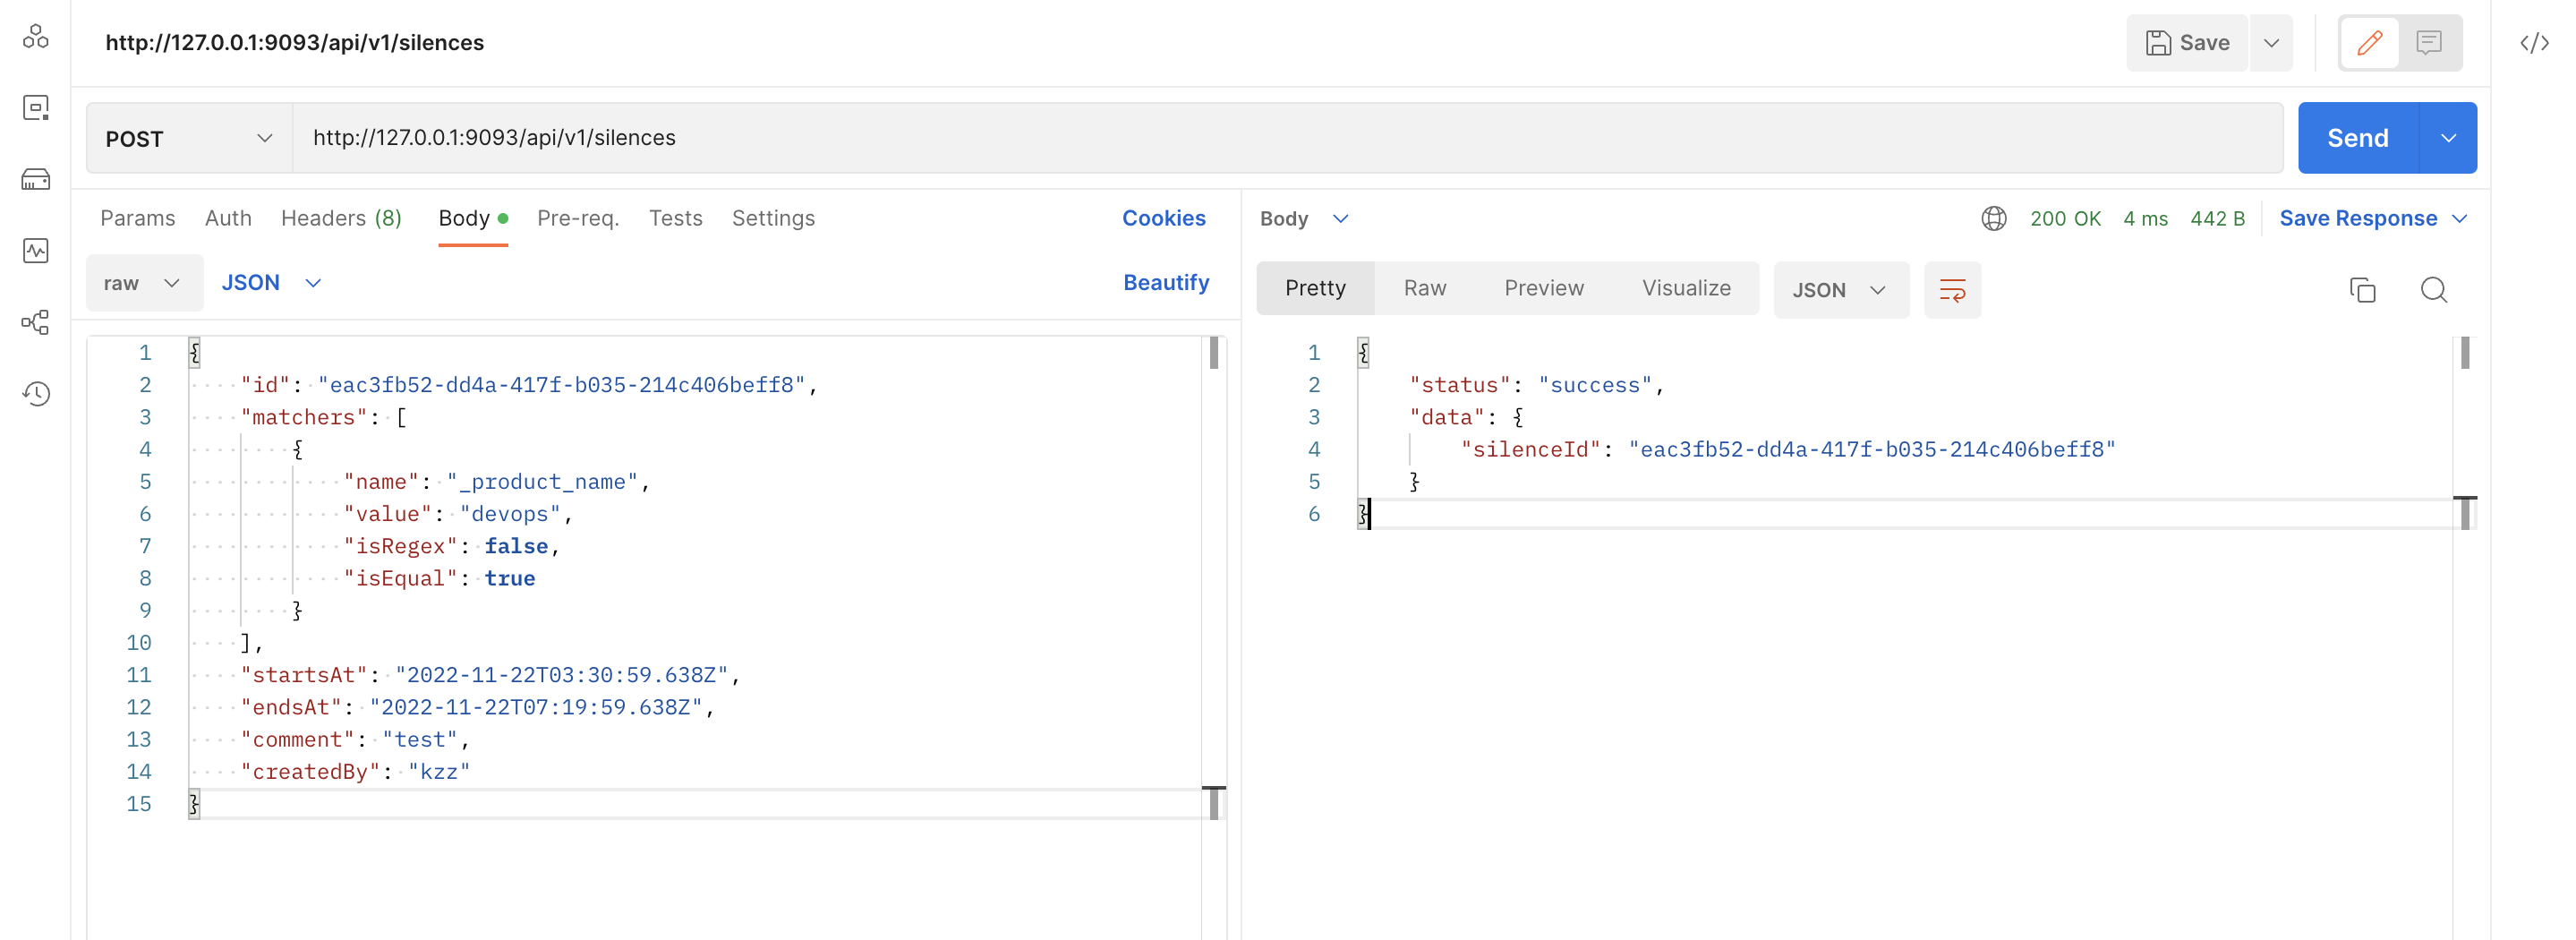 http://127.0.0.1:9093/api/v1/silences
Save
POST
http://127.0.0.1:9093/api/v1/silences
Send
Params Auth Headers (8) Body Pre-req. Tests Settings Cookies
raw JSON Beautify
1 {
2 "id": "eac3fb52-dd4a-417f-b035-214c406beff8",
3 "matchers": [
4 {
5 "name": "_product_name",
6 "value": "devops",
7 "isRegex": false,
8 "isEqual": true
9 }
10 ],
11 "startsAt": "2022-11-22T03:30:59.638Z",
12 "endsAt": "2022-11-22T07:19:59.638Z",
13 "comment": "test",
14 "createdBy": "kzz"
15 }
Body 200 OK 4 ms 442 B Save Response
Pretty Raw Preview Visualize JSON
1 {
2 "status": "success",
3 "data": {
4 "silenceId": "eac3fb52-dd4a-417f-b035-214c406beff8"
5 }
6 }